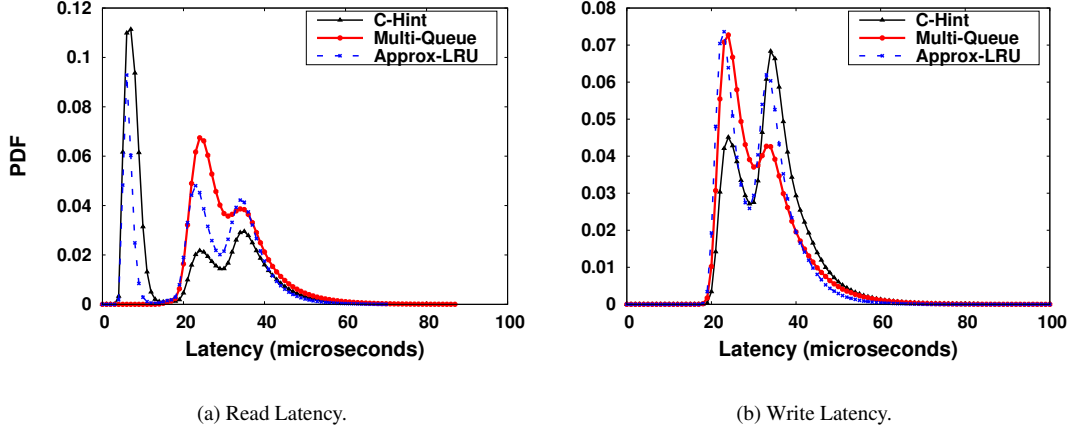 PDF
0.12
0.1
0.08
0.06
0.04
0.02
0
0 20 40 60 80 100
Latency (microseconds)
C-Hint
Multi-Queue
Approx-LRU
(a) Read Latency.
0.08
0.07
0.06
0.05
0.04
0.03
0.02
0.01
0
0 20 40 60 80 100
Latency (microseconds)
C-Hint
Multi-Queue
Approx-LRU
(b) Write Latency.